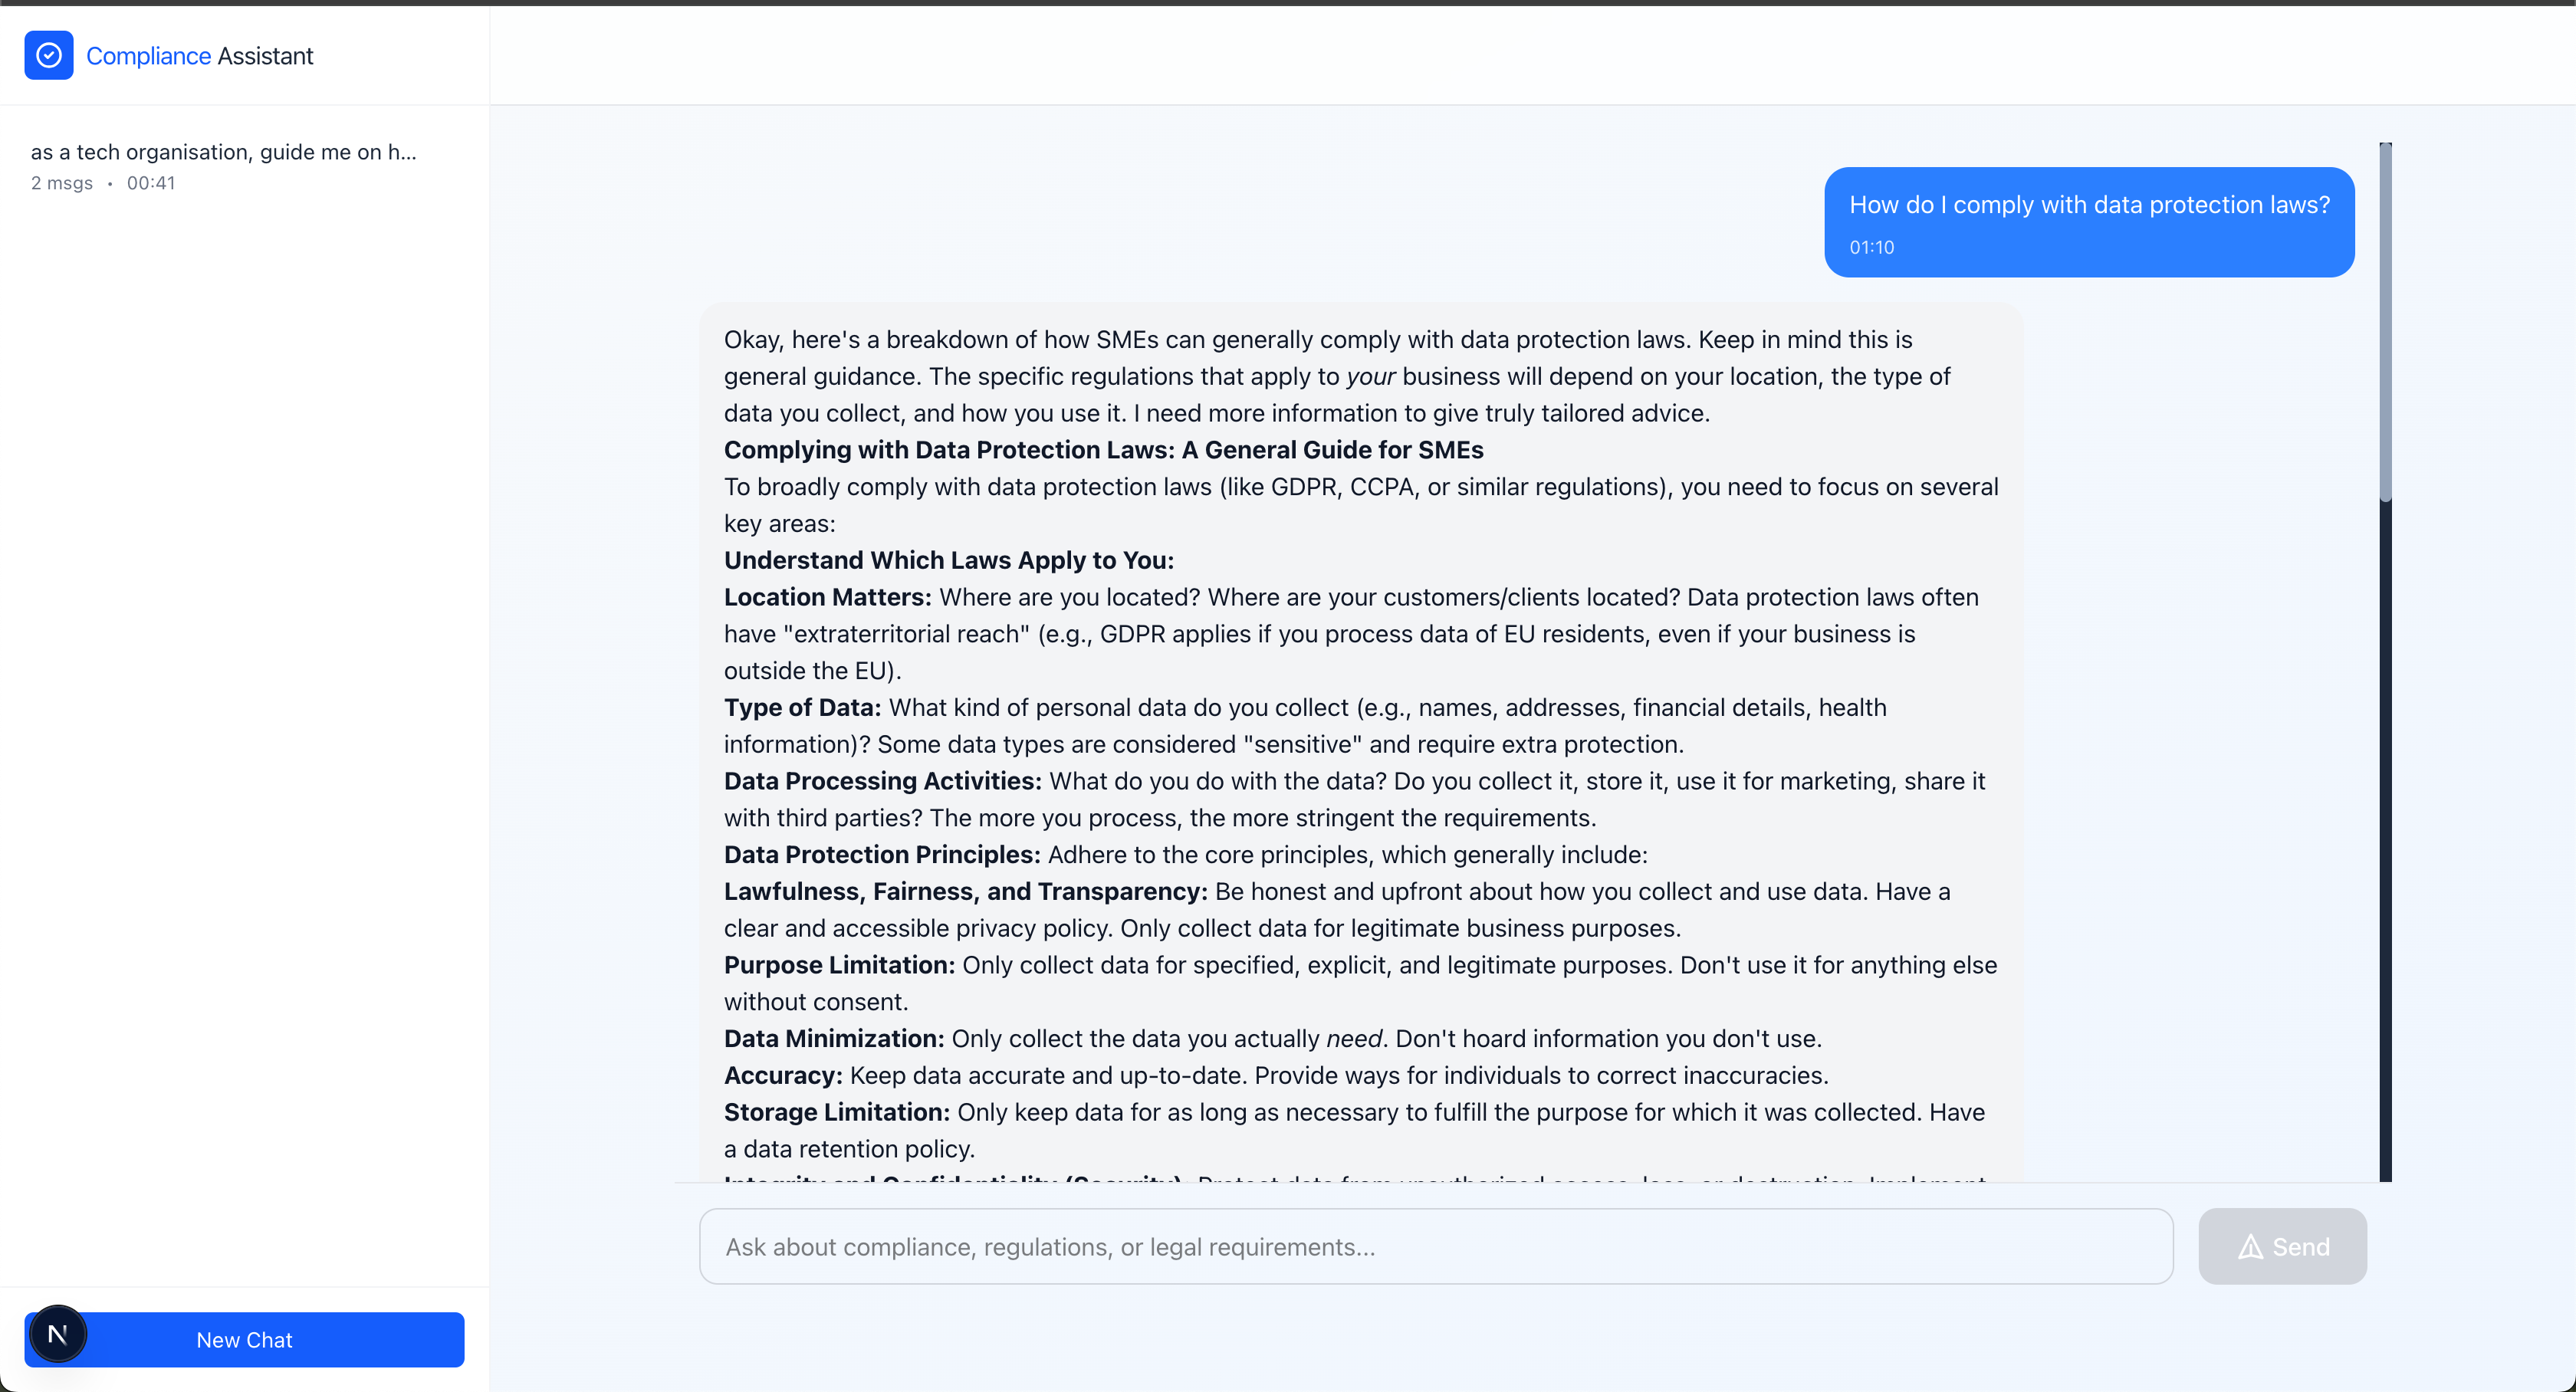 Compliance Assistant
as a tech organisation, guide me on h...
2 msgs • 00:41
How do I comply with data protection laws?
01:10
Okay, here's a breakdown of how SMEs can generally comply with data protection laws. Keep in mind this is
general guidance. The specific regulations that apply to your business will depend on your location, the type of
data you collect, and how you use it. I need more information to give truly tailored advice.
Complying with Data Protection Laws: A General Guide for SMEs
To broadly comply with data protection laws (like GDPR, CCPA, or similar regulations), you need to focus on several
key areas:
Understand Which Laws Apply to You:
Location Matters: Where are you located? Where are your customers/clients located? Data protection laws often
have "extraterritorial reach" (e.g., GDPR applies if you process data of EU residents, even if your business is
outside the EU).
Type of Data: What kind of personal data do you collect (e.g., names, addresses, financial details, health
information)? Some data types are considered "sensitive" and require extra protection.
Data Processing Activities: What do you do with the data? Do you collect it, store it, use it for marketing, share it
with third parties? The more you process, the more stringent the requirements.
Data Protection Principles: Adhere to the core principles, which generally include:
Lawfulness, Fairness, and Transparency: Be honest and upfront about how you collect and use data. Have a
clear and accessible privacy policy. Only collect data for legitimate business purposes.
Purpose Limitation: Only collect data for specified, explicit, and legitimate purposes. Don't use it for anything else
without consent.
Data Minimization: Only collect the data you actually need. Don't hoard information you don't use.
Accuracy: Keep data accurate and up-to-date. Provide ways for individuals to correct inaccuracies.
Storage Limitation: Only keep data for as long as necessary to fulfill the purpose for which it was collected. Have
a data retention policy.
Integrity and Confidentiality (Security): Protect data from unauthorized access, loss, or destruction. Implement
Ask about compliance, regulations, or legal requirements...
Send
N
New Chat